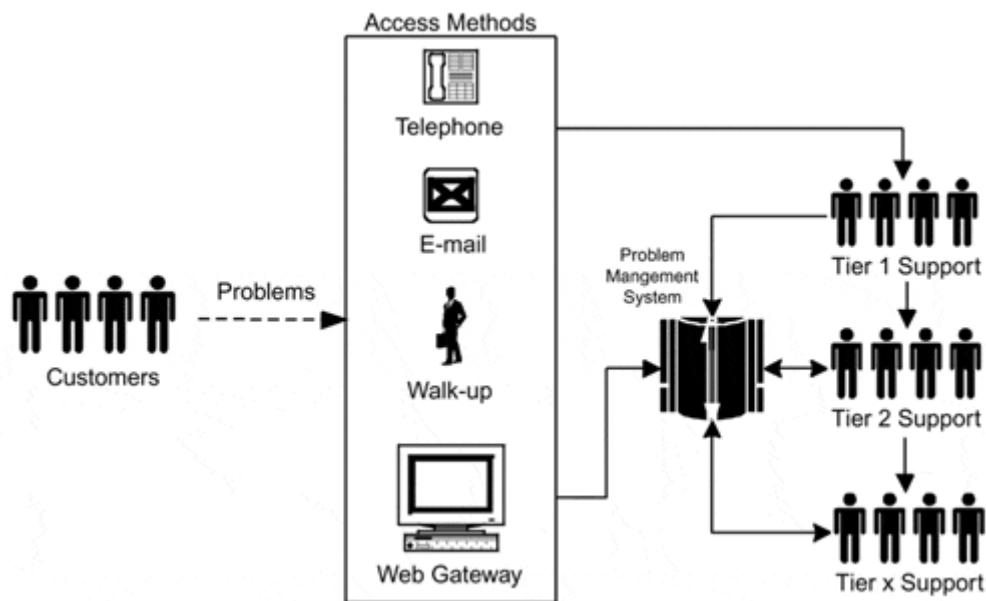 Access Methods
Telephone
E-mail
Walk-up
Web Gateway
Problems
Customers
Problem
Mangement
System
Tier 1 Support
Tier 2 Support
Tier x Support